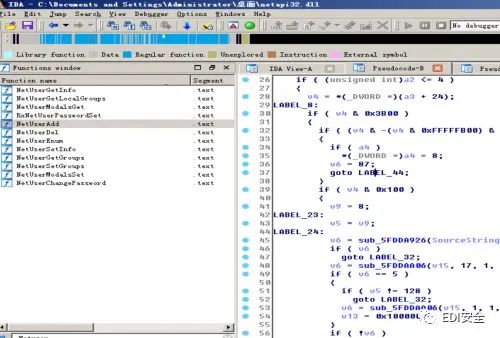 IDA - C:\Documents and Settings\Administrator\桌面\netapi32.dll
File Edit Jump Search View Debugger Options Windows Help
No debugger
Library function Data Regular function Unexplored Instruction External symbol
Functions window
IDA View-A Pseudocode-B
Function name Segment
NetUserGetInfo .text
NetUserGetLocalGroups .text
NetUserModalsGet .text
RxNetUserPasswordSet .text
NetUserAdd .text
NetUserDel .text
NetUserEnum .text
NetUserSetInfo .text
NetUserGetGroups .text
NetUserSetGroups .text
NetUserModalsSet .text
NetUserChangePassword .text
26 if ( (unsigned int)a2 <= 4 )
27 {
28 v4 = *(_DWORD *)(a3 + 24);
29 LABEL_8:
30 if ( v4 & 0x3B00 )
31 {
32 if ( (v4 & -(v4 & 0xFFFFFB00) &
33 {
34 if ( a4 )
35 *(_DWORD *)a4 = 8;
36 v6 = 87;
37 goto LABEL_44;
38 }
39 if ( v4 & 0x100 )
40 {
41 v9 = 8;
42 LABEL_23:
43 v5 = v9;
44 LABEL_24:
45 v6 = sub_5FDDA926(SourceString
46 if ( v6 )
47 goto LABEL_32;
48 v6 = sub_5FDDAA06(v15, 17, 1,
49 if ( v6 == 5 )
50 {
51 if ( v5 != 128 )
52 goto LABEL_32;
53 v6 = sub_5FDDAA06(v15, 1, 1,
54 v13 = 0x10000
55 }
56 if ( !v6 )
EDI安全